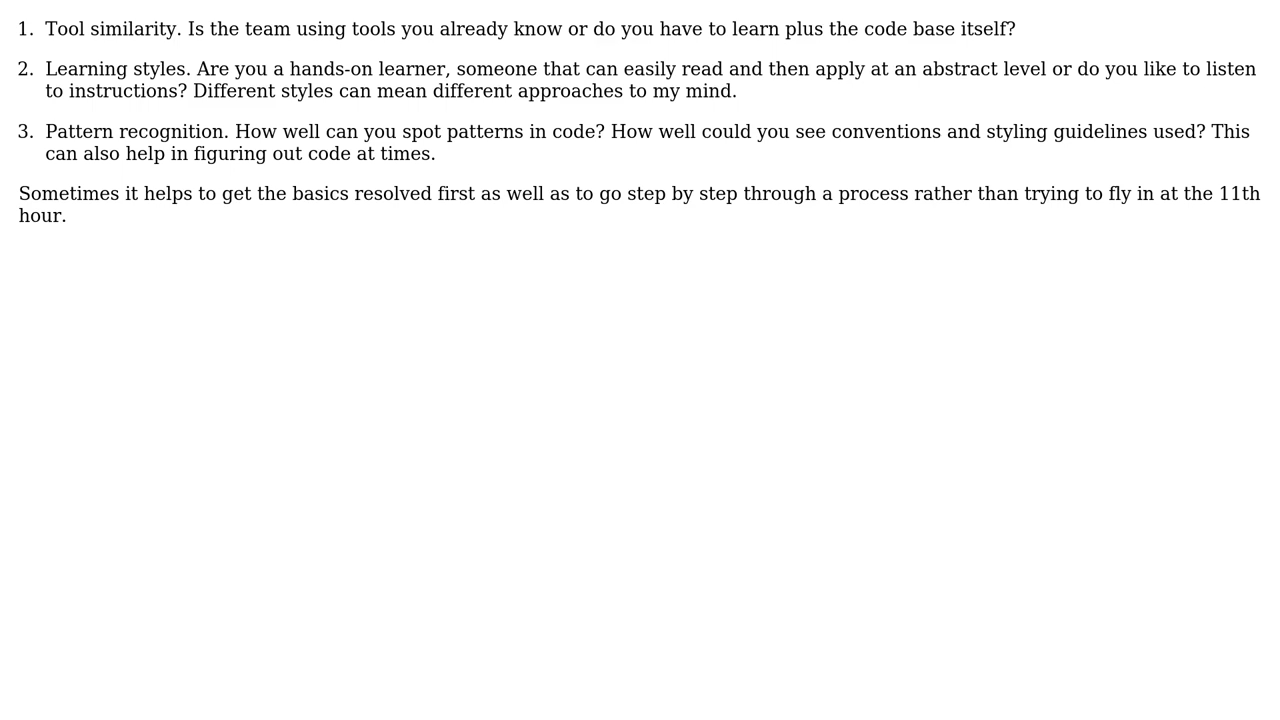 1. Tool similarity. Is the team using tools you already know or do you have to learn plus the code base itself?
2. Learning styles. Are you a hands-on learner, someone that can easily read and then apply at an abstract level or do you like to listen
to instructions? Different styles can mean different approaches to my mind.
3. Pattern recognition. How well can you spot patterns in code? How well could you see conventions and styling guidelines used? This
can also help in figuring out code at times.
Sometimes it helps to get the basics resolved first as well as to go step by step through a process rather than trying to fly in at the 11th
hour.